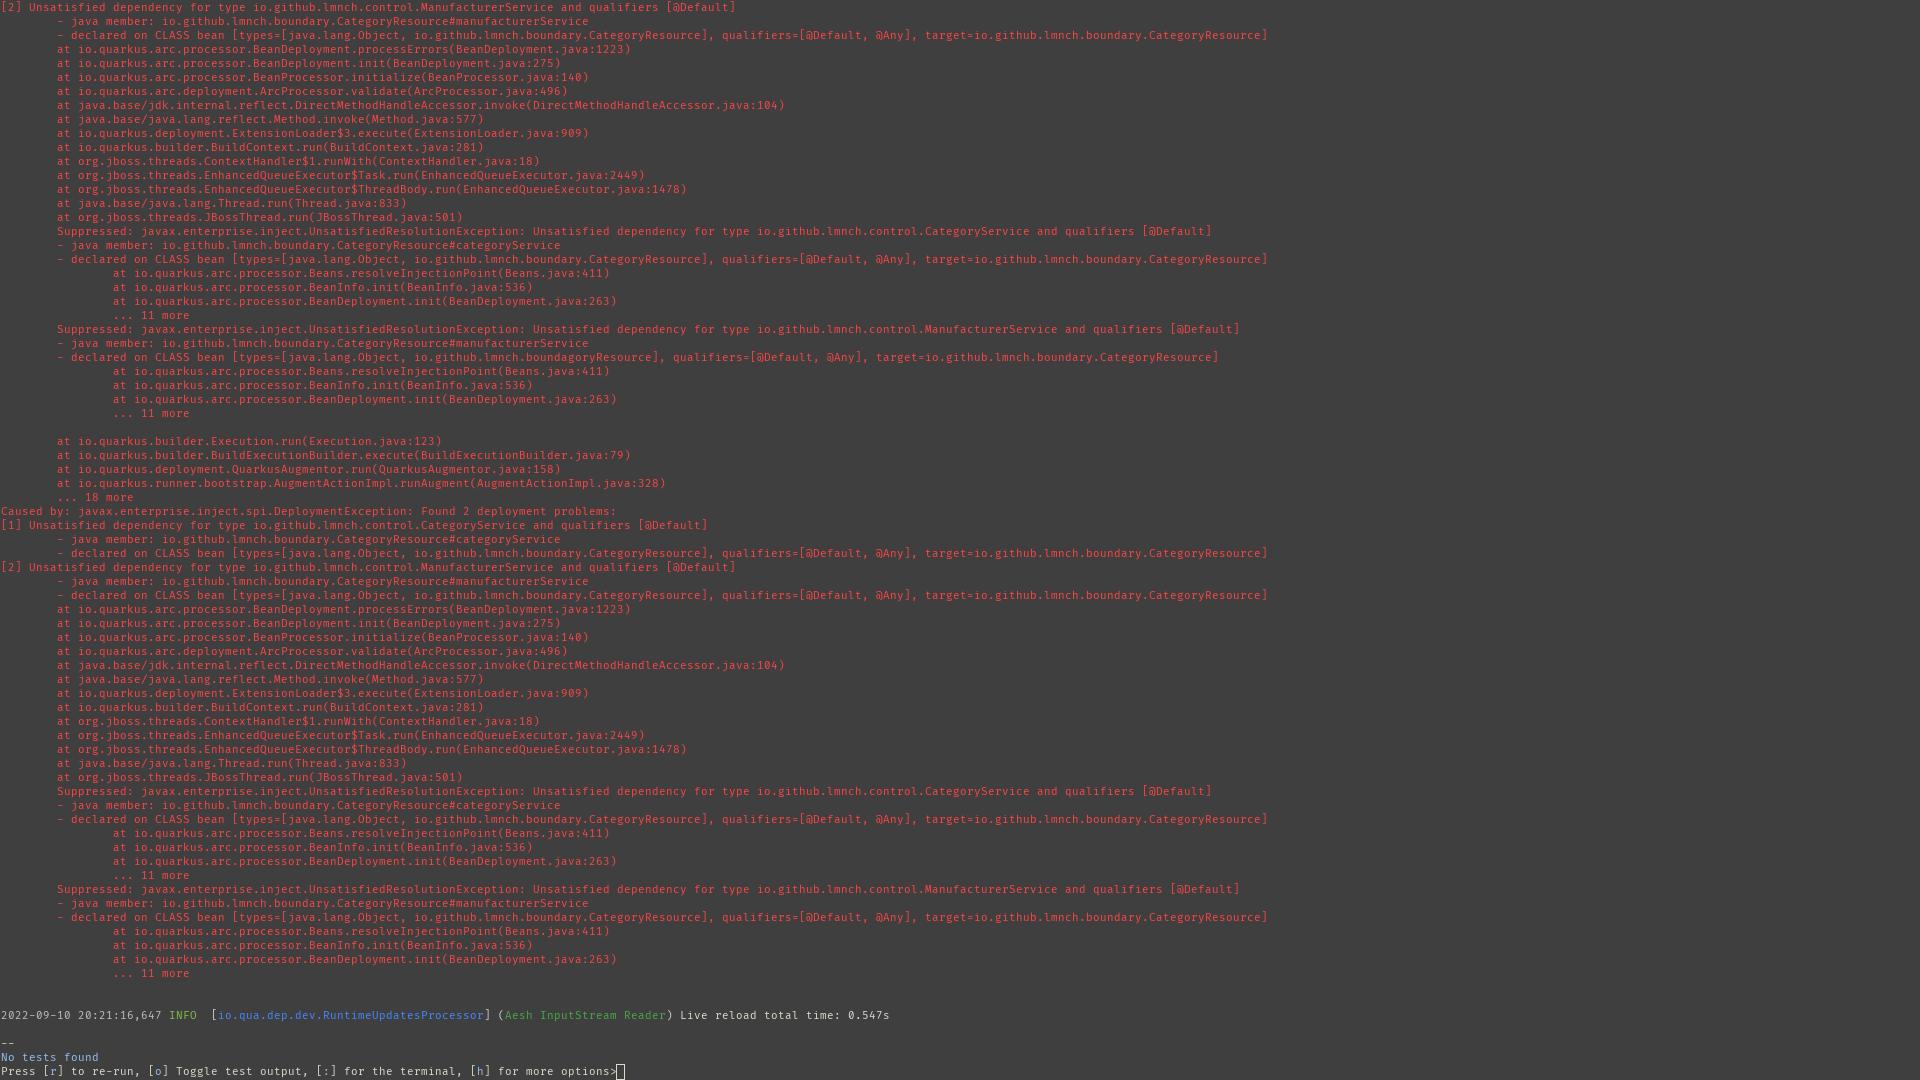 [2] Unsatisfied dependency for type io.github.lmnch.control.ManufacturerService and qualifiers [@Default]
- java member: io.github.lmnch.boundary.CategoryResource#manufacturerService
- declared on CLASS bean [types=[java.lang.Object, io.github.lmnch.boundary.CategoryResource], qualifiers=[@Default, @Any], target=io.github.lmnch.boundary.CategoryResource]
at io.quarkus.arc.processor.BeanDeployment.processErrors(BeanDeployment.java:1223)
at io.quarkus.arc.processor.BeanDeployment.init(BeanDeployment.java:275)
at io.quarkus.arc.processor.BeanProcessor.initialize(BeanProcessor.java:140)
at io.quarkus.arc.deployment.ArcProcessor.validate(ArcProcessor.java:496)
at java.base/jdk.internal.reflect.DirectMethodHandleAccessor.invoke(DirectMethodHandleAccessor.java:104)
at java.base/java.lang.reflect.Method.invoke(Method.java:577)
at io.quarkus.deployment.ExtensionLoader$3.execute(ExtensionLoader.java:909)
at io.quarkus.builder.BuildContext.run(BuildContext.java:281)
at org.jboss.threads.ContextHandler$1.runWith(ContextHandler.java:18)
at org.jboss.threads.EnhancedQueueExecutor$Task.run(EnhancedQueueExecutor.java:2449)
at org.jboss.threads.EnhancedQueueExecutor$ThreadBody.run(EnhancedQueueExecutor.java:1478)
at java.base/java.lang.Thread.run(Thread.java:833)
at org.jboss.threads.JBossThread.run(JBossThread.java:501)
Suppressed: javax.enterprise.inject.UnsatisfiedResolutionException: Unsatisfied dependency for type io.github.lmnch.control.CategoryService and qualifiers [@Default]
- java member: io.github.lmnch.boundary.CategoryResource#categoryService
- declared on CLASS bean [types=[java.lang.Object, io.github.lmnch.boundary.CategoryResource], qualifiers=[@Default, @Any], target=io.github.lmnch.boundary.CategoryResource]
at io.quarkus.arc.processor.Beans.resolveInjectionPoint(Beans.java:411)
at io.quarkus.arc.processor.BeanInfo.init(BeanInfo.java:536)
at io.quarkus.arc.processor.BeanDeployment.init(BeanDeployment.java:263)
... 11 more
Suppressed: javax.enterprise.inject.UnsatisfiedResolutionException: Unsatisfied dependency for type io.github.lmnch.control.ManufacturerService and qualifiers [@Default]
- java member: io.github.lmnch.boundary.CategoryResource#manufacturerService
- declared on CLASS bean [types=[java.lang.Object, io.github.lmnch.boundagoryResource], qualifiers=[@Default, @Any], target=io.github.lmnch.boundary.CategoryResource]
at io.quarkus.arc.processor.Beans.resolveInjectionPoint(Beans.java:411)
at io.quarkus.arc.processor.BeanInfo.init(BeanInfo.java:536)
at io.quarkus.arc.processor.BeanDeployment.init(BeanDeployment.java:263)
... 11 more
at io.quarkus.builder.Execution.run(Execution.java:123)
at io.quarkus.builder.BuildExecutionBuilder.execute(BuildExecutionBuilder.java:79)
at io.quarkus.deployment.QuarkusAugmentor.run(QuarkusAugmentor.java:158)
at io.quarkus.runner.bootstrap.AugmentActionImpl.runAugment(AugmentActionImpl.java:328)
... 18 more
Caused by: javax.enterprise.inject.spi.DeploymentException: Found 2 deployment problems:
[1] Unsatisfied dependency for type io.github.lmnch.control.CategoryService and qualifiers [@Default]
- java member: io.github.lmnch.boundary.CategoryResource#categoryService
- declared on CLASS bean [types=[java.lang.Object, io.github.lmnch.boundary.CategoryResource], qualifiers=[@Default, @Any], target=io.github.lmnch.boundary.CategoryResource]
[2] Unsatisfied dependency for type io.github.lmnch.control.ManufacturerService and qualifiers [@Default]
- java member: io.github.lmnch.boundary.CategoryResource#manufacturerService
- declared on CLASS bean [types=[java.lang.Object, io.github.lmnch.boundary.CategoryResource], qualifiers=[@Default, @Any], target=io.github.lmnch.boundary.CategoryResource]
at io.quarkus.arc.processor.BeanDeployment.processErrors(BeanDeployment.java:1223)
at io.quarkus.arc.processor.BeanDeployment.init(BeanDeployment.java:275)
at io.quarkus.arc.processor.BeanProcessor.initialize(BeanProcessor.java:140)
at io.quarkus.arc.deployment.ArcProcessor.validate(ArcProcessor.java:496)
at java.base/jdk.internal.reflect.DirectMethodHandleAccessor.invoke(DirectMethodHandleAccessor.java:104)
at java.base/java.lang.reflect.Method.invoke(Method.java:577)
at io.quarkus.deployment.ExtensionLoader$3.execute(ExtensionLoader.java:909)
at io.quarkus.builder.BuildContext.run(BuildContext.java:281)
at org.jboss.threads.ContextHandler$1.runWith(ContextHandler.java:18)
at org.jboss.threads.EnhancedQueueExecutor$Task.run(EnhancedQueueExecutor.java:2449)
at org.jboss.threads.EnhancedQueueExecutor$ThreadBody.run(EnhancedQueueExecutor.java:1478)
at java.base/java.lang.Thread.run(Thread.java:833)
at org.jboss.threads.JBossThread.run(JBossThread.java:501)
Suppressed: javax.enterprise.inject.UnsatisfiedResolutionException: Unsatisfied dependency for type io.github.lmnch.control.CategoryService and qualifiers [@Default]
- java member: io.github.lmnch.boundary.CategoryResource#categoryService
- declared on CLASS bean [types=[java.lang.Object, io.github.lmnch.boundary.CategoryResource], qualifiers=[@Default, @Any], target=io.github.lmnch.boundary.CategoryResource]
at io.quarkus.arc.processor.Beans.resolveInjectionPoint(Beans.java:411)
at io.quarkus.arc.processor.BeanInfo.init(BeanInfo.java:536)
at io.quarkus.arc.processor.BeanDeployment.init(BeanDeployment.java:263)
... 11 more
Suppressed: javax.enterprise.inject.UnsatisfiedResolutionException: Unsatisfied dependency for type io.github.lmnch.control.ManufacturerService and qualifiers [@Default]
- java member: io.github.lmnch.boundary.CategoryResource#manufacturerService
- declared on CLASS bean [types=[java.lang.Object, io.github.lmnch.boundary.CategoryResource], qualifiers=[@Default, @Any], target=io.github.lmnch.boundary.CategoryResource]
at io.quarkus.arc.processor.Beans.resolveInjectionPoint(Beans.java:411)
at io.quarkus.arc.processor.BeanInfo.init(BeanInfo.java:536)
at io.quarkus.arc.processor.BeanDeployment.init(BeanDeployment.java:263)
... 11 more
2022-09-10 20:21:16,647 INFO  [io.qua.dep.dev.RuntimeUpdatesProcessor] (Aesh InputStream Reader) Live reload total time: 0.547s
--
No tests found
Press [r] to re-run, [o] Toggle test output, [:] for the terminal, [h] for more options>